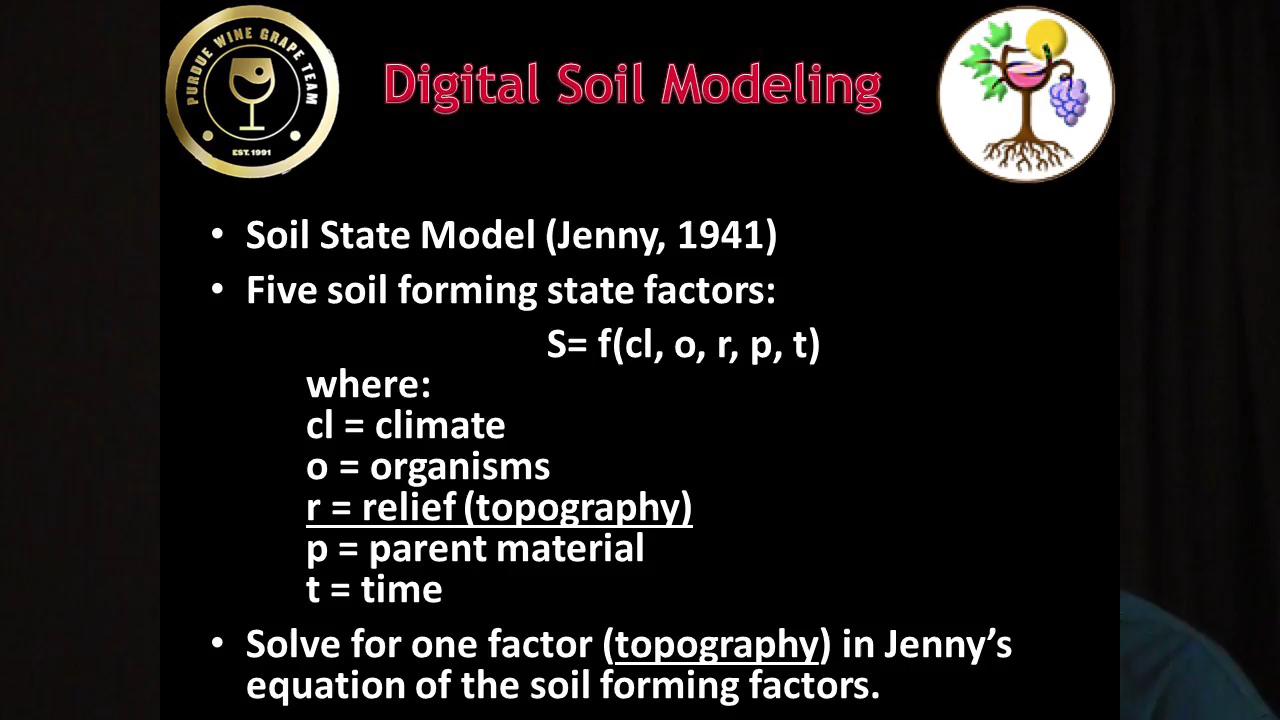 PURDUE WINE GRAPE TEAM
EST. 1991
Digital Soil Modeling
• Soil State Model (Jenny, 1941)
• Five soil forming state factors:
S= f(cl, o, r, p, t)
where:
cl = climate
o = organisms
r = relief (topography)
p = parent material
t = time
• Solve for one factor (topography) in Jenny’s
equation of the soil forming factors.